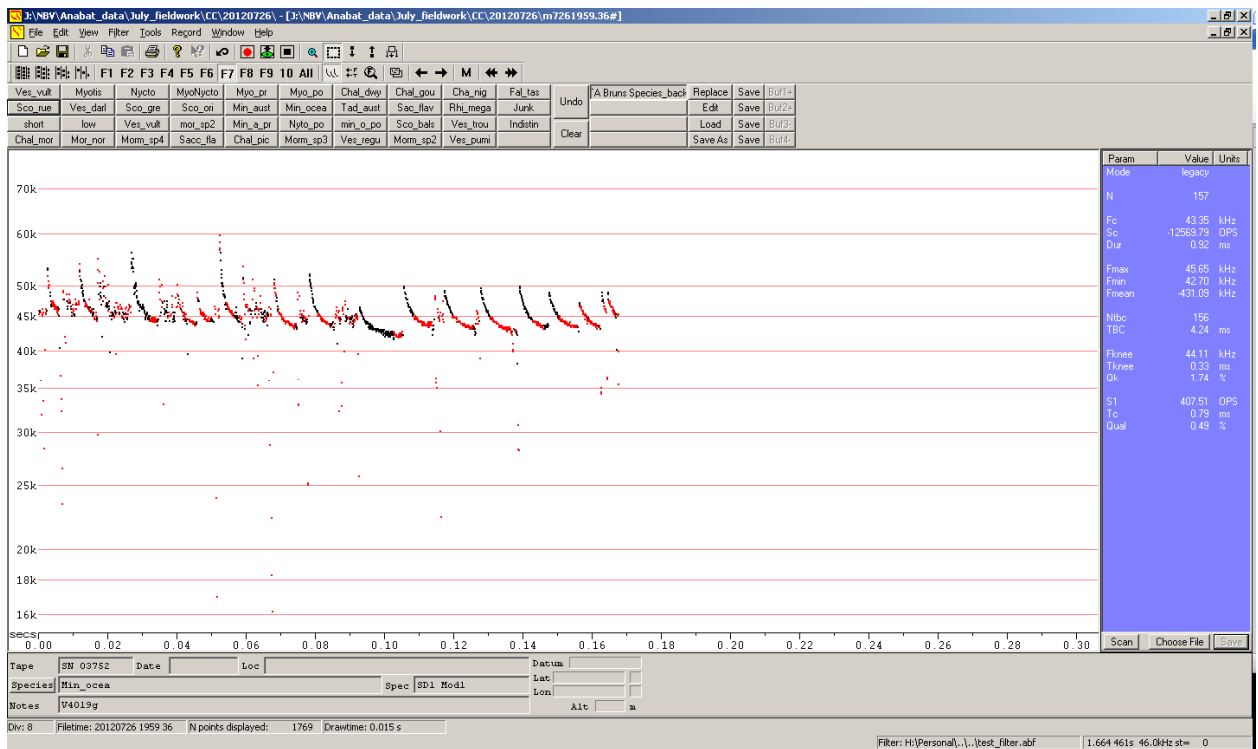 J:\NBV\Anabat_data\July_fieldwork\CC\20120726\ - [J:\NBV\Anabat_data\July_fieldwork\CC\20120726\m7261959.36#]
File Edit View Filter Tools Record Window Help
F1 F2 F3 F4 F5 F6 F7 F8 F9 10 All M
Ves_vult Myotis Nycto MyoNycto Myo_pr Myo_po Chal_dwy Chal_gou Cha_nig Fal_tas Undo TA Bruns Species_back Replace Save Buf1+
Sco_rue Ves_darl Sco_gre Sco_ori Min_aust Min_ocea Tad_aust Sac_flav Rhi_mega Junk Edit Save Buf2+
short low Ves_vult mor_sp2 Min_a_pr Nyto_po min_o_po Sco_bals Ves_trou Indistin Clear Load Save Buf3-
Chal_mor Mor_nor Morm_sp4 Sacc_fla Chal_pic Morm_sp3 Ves_regu Morm_sp2 Ves_pumi Save As Save Buf4-
Param Value Units
Mode legacy
N 157
Fc 43.35 kHz
Sc -12569.79 OPS
Dur 0.92 ms
Fmax 45.65 kHz
Fmin 42.70 kHz
Fmean -431.09 kHz
Ntbc 156
TBC 4.24 ms
Fknee 44.11 kHz
Tknee 0.33 ms
Qk 1.74 %
S1 407.51 OPS
Tc 0.79 ms
Qual 0.49 %
70k
60k
50k
45k
40k
35k
30k
25k
20k
18k
16k
secs
0.00 0.02 0.04 0.06 0.08 0.10 0.12 0.14 0.16 0.18 0.20 0.22 0.24 0.26 0.28 0.30
Scan Choose File Save
Tape SN 03752 Date Loc Datum
Species Min_ocea Spec SD1 Mod1 Lat
Lon
Notes V4019g Alt m
Div: 8 Filetime: 20120726 1959 36 N points displayed: 1769 Drawtime: 0.015 s
Filter: H:\Personal\..\..\test_filter.abf 1.664 461s 46.0kHz st= 0